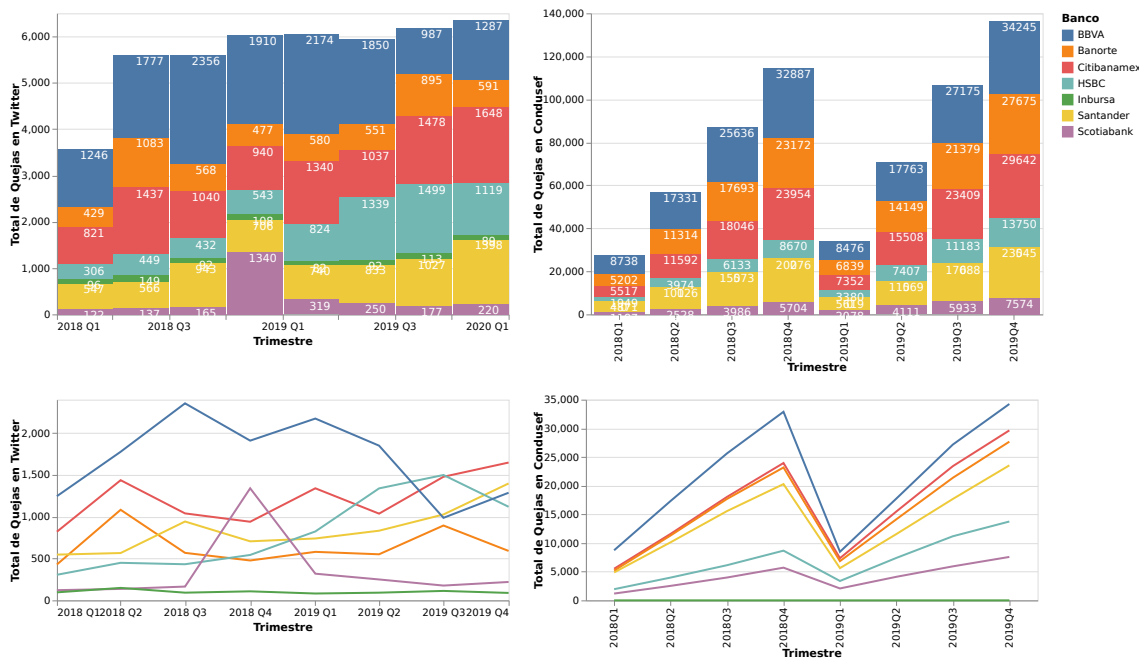 Total de Quejas en Twitter
6,000
5,000
4,000
3,000
2,000
1,000
0
1246
429
821
306
547
122
1777
1083
1437
449
149
566
137
2356
568
1040
432
943
165
1910
477
940
543
706
1340
2174
580
1340
824
740
319
1850
551
1037
1339
833
250
987
895
1478
1499
113
1027
177
1287
591
1648
1119
1398
220
2018 Q1
2018 Q3
2019 Q1
2019 Q3
2020 Q1
Trimestre
Total de Quejas en Condusef
140,000
120,000
100,000
80,000
60,000
40,000
20,000
0
8738
5202
5517
17331
11314
11592
3974
2528
25636
17693
18046
6133
3986
32887
23172
23954
8670
5704
8476
6839
7352
3380
2078
17763
14149
15508
7407
4111
27175
21379
23409
11183
5933
34245
27675
29642
13750
7574
2018Q1
2018Q2
2018Q3
2018Q4
2019Q1
2019Q2
2019Q3
2019Q4
Trimestre
Banco
BBVA
Banorte
Citibanamex
HSBC
Inbursa
Santander
Scotiabank
Total de Quejas en Twitter
2,000
1,500
1,000
500
0
2018 Q1
2018 Q2
2018 Q3
2018 Q4
2019 Q1
2019 Q2
2019 Q3
2019 Q4
Trimestre
Total de Quejas en Condusef
35,000
30,000
25,000
20,000
15,000
10,000
5,000
0
2018Q1
2018Q2
2018Q3
2018Q4
2019Q1
2019Q2
2019Q3
2019Q4
Trimestre